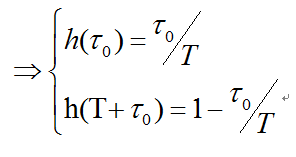 ⇒ { h(τ₀) = τ₀/T
h(T+τ₀) = 1 − τ₀/T ↵